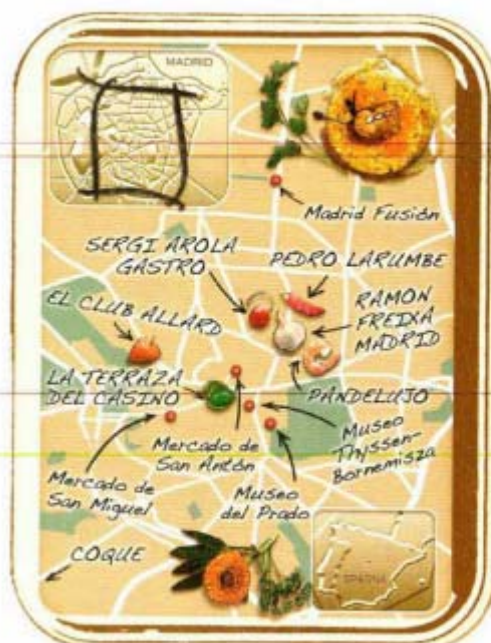 MADRID
Madrid Fusión
SERGI AROLA
GASTRO
PEDRO LARUMBE
EL CLUB ALLARD
RAMON
FREIXA
MADRID
LA TERRAZA
DEL CASINO
PANDELUJO
Mercado de
San Antón
Museo
Thyssen-
Bornemisza
Mercado de
San Miguel
Museo
del Prado
COQUE
SPAGNA